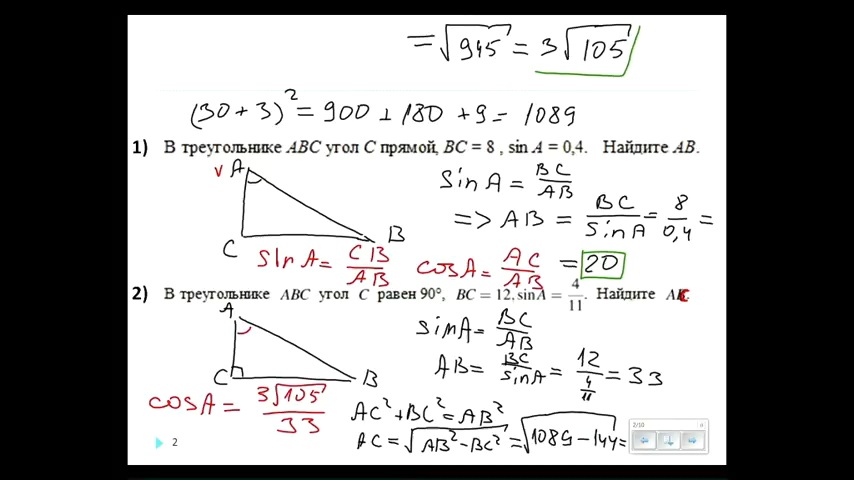 = √945 = 3√105
(30+3)² = 900 + 180 + 9 = 1089
1) В треугольнике ABC угол C прямой, BC = 8 , sin A = 0,4. Найдите AB.
A
C
B
sin A = BC/AB
=> AB = BC/sin A = 8/0,4 =
= 20
sin A = CB/AB
cos A = AC/AB
2) В треугольнике ABC угол C равен 90°, BC = 12, sin A = 4/11. Найдите AC
A
C
B
sin A = BC/AB
AB = BC/sin A = 12/(4/11) = 33
cos A = 3√105/33
AC² + BC² = AB²
AC = √(AB² − BC²) = √(1089 − 144) =
2
2/10